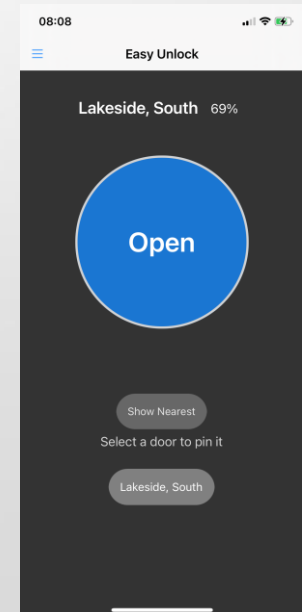 08:08
Easy Unlock
Lakeside, South 69%
Open
Show Nearest
Select a door to pin it
Lakeside, South